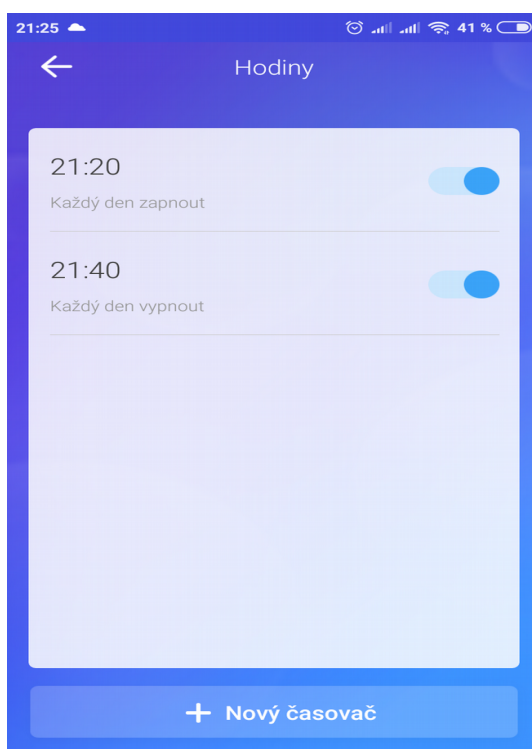 21:25 41 %
Hodiny
21:20
Každý den zapnout
21:40
Každý den vypnout
+ Nový časovač